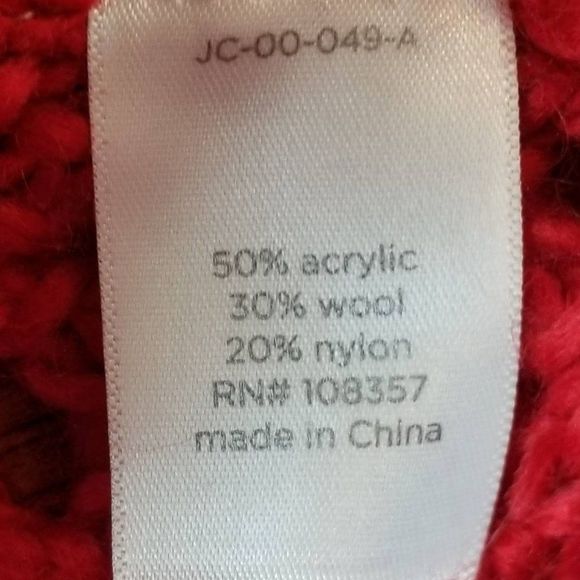 JC-00-049-A
50% acrylic
30% wool
20% nylon
RN# 108357
made in China